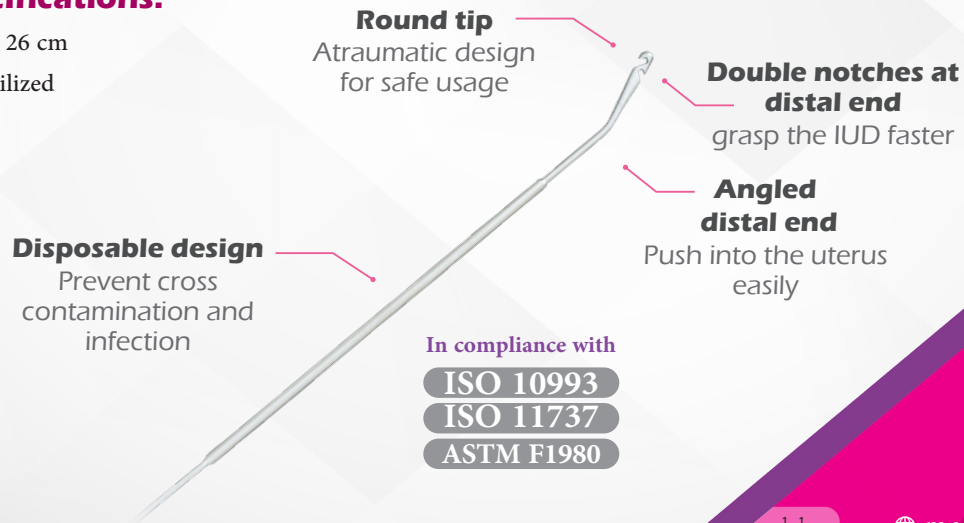 26 cm
Round tip
Atraumatic design
for safe usage
Double notches at
distal end
grasp the IUD faster
Angled
distal end
Push into the uterus
easily
Disposable design
Prevent cross
contamination and
infection
In compliance with
ISO 10993
ISO 11737
ASTM F1980